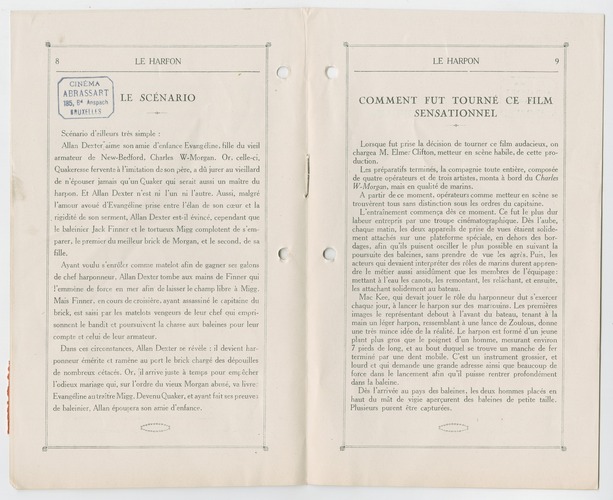 8
LE HARPON
CINÉMA
ABRASSART
185, Bd Anspach
BRUXELLES
LE SCÉNARIO
Scénario d'ailleurs très simple :
Allan Dexter aime son amie d'enfance Evangéline, fille du vieil
armateur de New-Bedford, Charles W-Morgan. Or, celle-ci,
Quakeresse fervente à l'imitation de son père, a dû jurer au vieillard
de n'épouser jamais qu'un Quaker qui serait aussi un maître du
harpon. Et Allan Dexter n'est ni l'un ni l'autre. Aussi, malgré
l'amour avoué d'Evangéline prise entre l'élan de son cœur et la
rigidité de son serment, Allan Dexter est-il évincé, cependant que
le baleinier Jack Finner et le tortueux Migg complotent de s'em-
parer, le premier du meilleur brick de Morgan, et le second, de sa
fille.
Ayant voulu s'enrôler comme matelot afin de gagner ses galons
de chef harponneur, Allan Dexter tombe aux mains de Finner qui
l'emmène de force en mer afin de laisser le champ libre à Migg.
Mais Finner, en cours de croisière, ayant assassiné le capitaine du
brick, est saisi par les matelots vengeurs de leur chef qui empri-
sonnent le bandit et poursuivent la chasse aux baleines pour leur
compte et celui de leur armateur.
Dans ces circonstances, Allan Dexter se révèle : il devient har-
ponneur émérite et ramène au port le brick chargé des dépouilles
de nombreux cétacés. Or, il arrive juste à temps pour empêcher
l'odieux mariage qui, sur l'ordre du vieux Morgan abusé, va livrer
Evangéline au traître Migg. Devenu Quaker, et ayant fait ses preuves
de baleinier, Allan épousera son amie d'enfance.
LE HARPON
9
COMMENT FUT TOURNÉ CE FILM
SENSATIONNEL
Lorsque fut prise la décision de tourner ce film audacieux, on
chargea M. Elmer Clifton, metteur en scène habile, de cette pro-
duction.
Les préparatifs terminés, la compagnie toute entière, composée
de quatre opérateurs et de trois artistes, monta à bord du Charles
W-Morgan, mais en qualité de marins.
A partir de ce moment, opérateurs comme metteur en scène se
trouvèrent tous sans distinction sous les ordres du capitaine.
L'entraînement commença dès ce moment. Ce fut le plus dur
labeur entrepris par une troupe cinématographique. Dès l'aube,
chaque matin, les deux appareils de prise de vues étaient solide-
ment attachés sur une plateforme spéciale, en dehors des bor-
dages, afin qu'ils puissent osciller le plus possible en suivant la
poursuite des baleines, sans prendre de vue les agrès. Puis, les
acteurs qui devaient interpréter des rôles de marins durent appren-
dre le métier aussi assidûment que les membres de l'équipage :
mettant à l'eau les canots, les remontant, les relâchant, et ensuite,
les attachant solidement au bateau.
Mac Kee, qui devait jouer le rôle du harponneur dut s'exercer
chaque jour, à lancer le harpon sur des marsouins. Les premières
images le représentant debout à l'avant du bateau, tenant à la
main un léger harpon, ressemblant à une lance de Zoulous, donne
une très mince idée de la réalité. Le harpon est formé d'un jeune
plant plus gros que le poignet d'un homme, mesurant environ
7 pieds de long, et au bout duquel se trouve un manche de fer
terminé par une dent mobile. C'est un instrument grossier, et
lourd et qui demande une grande adresse ainsi que beaucoup de
force dans le lancement afin qu'il puisse rentrer profondément
dans la baleine.
Dès l'arrivée au pays des baleines, les deux hommes placés en
haut du mât de vigie aperçurent des baleines de petite taille.
Plusieurs purent être capturées.